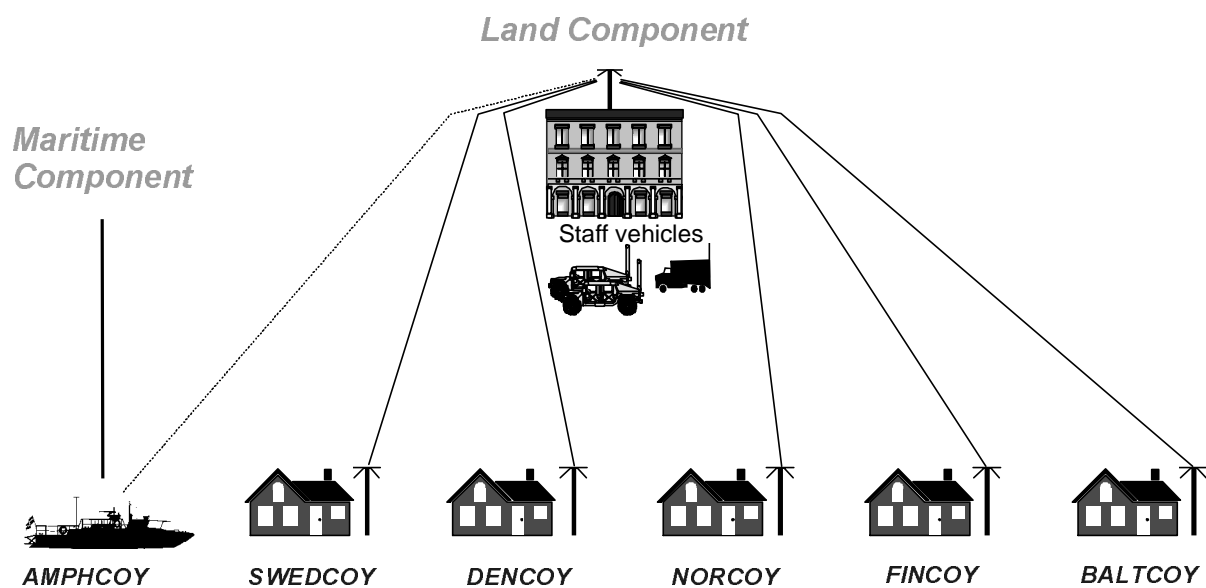 Land Component
Maritime
Component
Staff vehicles
AMPHCOY
SWEDCOY
DENCOY
NORCOY
FINCOY
BALTCOY